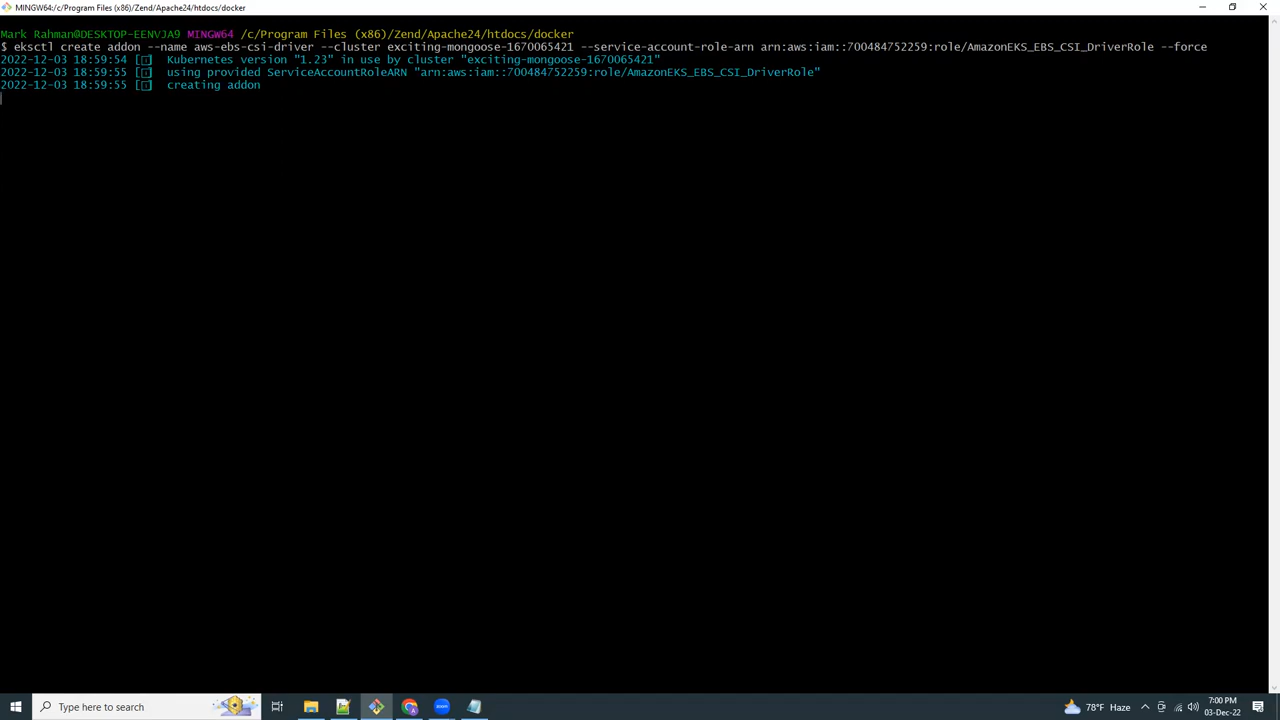 MINGW64:/c/Program Files (x86)/Zend/Apache24/htdocs/docker
Mark Rahman@DESKTOP-EENVJA9 MINGW64 /c/Program Files (x86)/Zend/Apache24/htdocs/docker
$ eksctl create addon --name aws-ebs-csi-driver --cluster exciting-mongoose-1670065421 --service-account-role-arn arn:aws:iam::700484752259:role/AmazonEKS_EBS_CSI_DriverRole --force
2022-12-03 18:59:54 [ℹ]  Kubernetes version "1.23" in use by cluster "exciting-mongoose-1670065421"
2022-12-03 18:59:55 [ℹ]  using provided ServiceAccountRoleARN "arn:aws:iam::700484752259:role/AmazonEKS_EBS_CSI_DriverRole"
2022-12-03 18:59:55 [ℹ]  creating addon
Type here to search
zoom
78°F Haze
7:00 PM
03-Dec-22